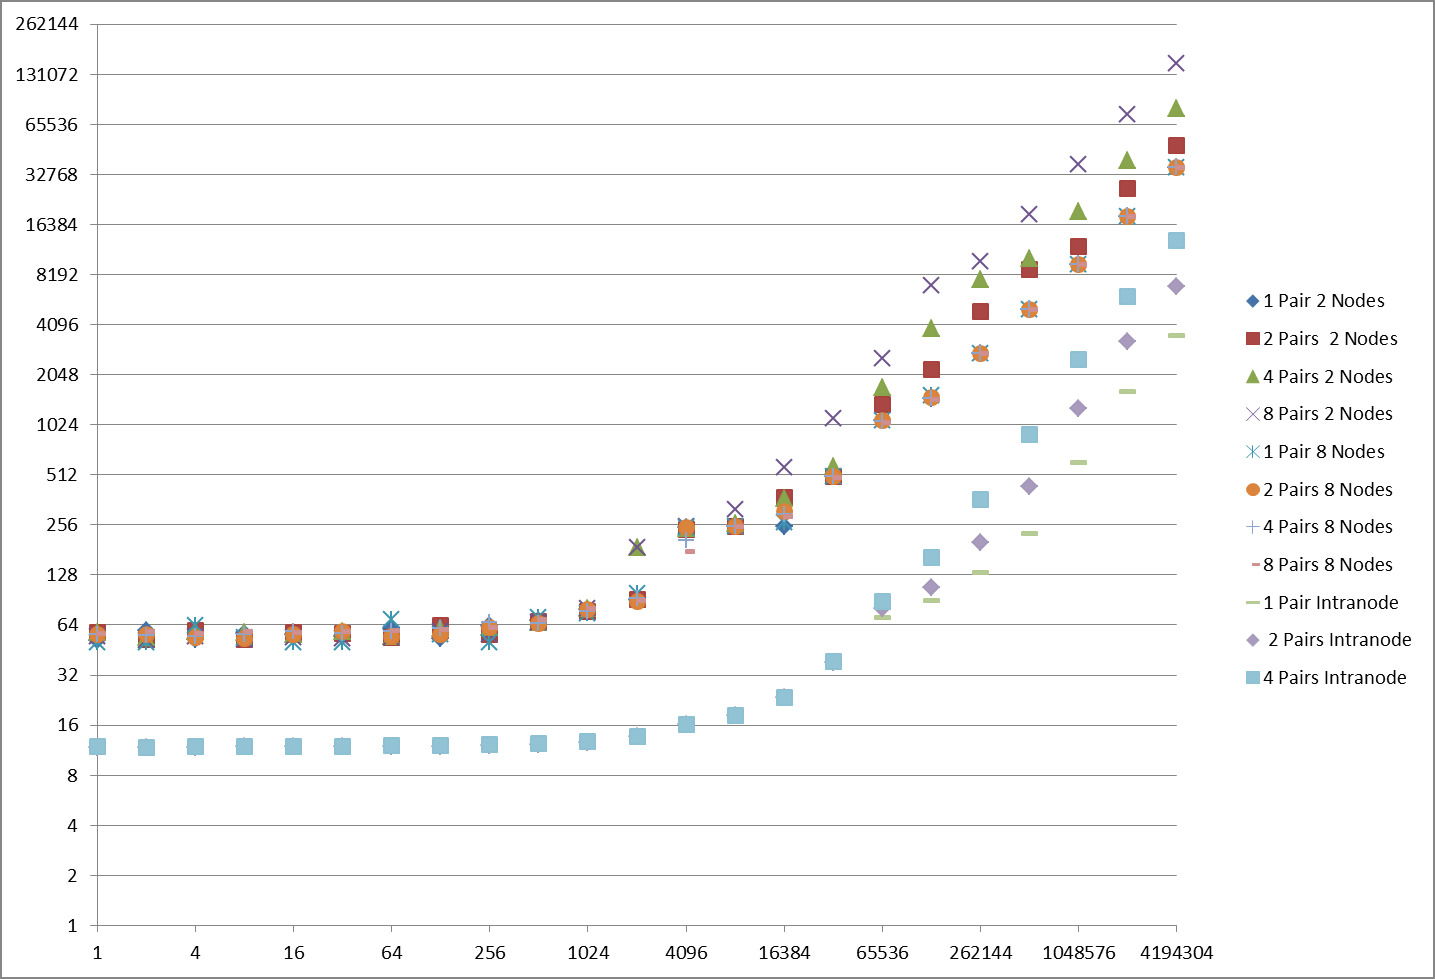 262144
131072
65536
32768
16384
8192
4096
2048
1024
512
256
128
64
32
16
8
4
2
1
1 4 16 64 256 1024 4096 16384 65536 262144 1048576 4194304
1 Pair 2 Nodes
2 Pairs  2 Nodes
4 Pairs 2 Nodes
8 Pairs 2 Nodes
1 Pair 8 Nodes
2 Pairs 8 Nodes
4 Pairs 8 Nodes
8 Pairs 8 Nodes
1 Pair Intranode
2 Pairs Intranode
4 Pairs Intranode